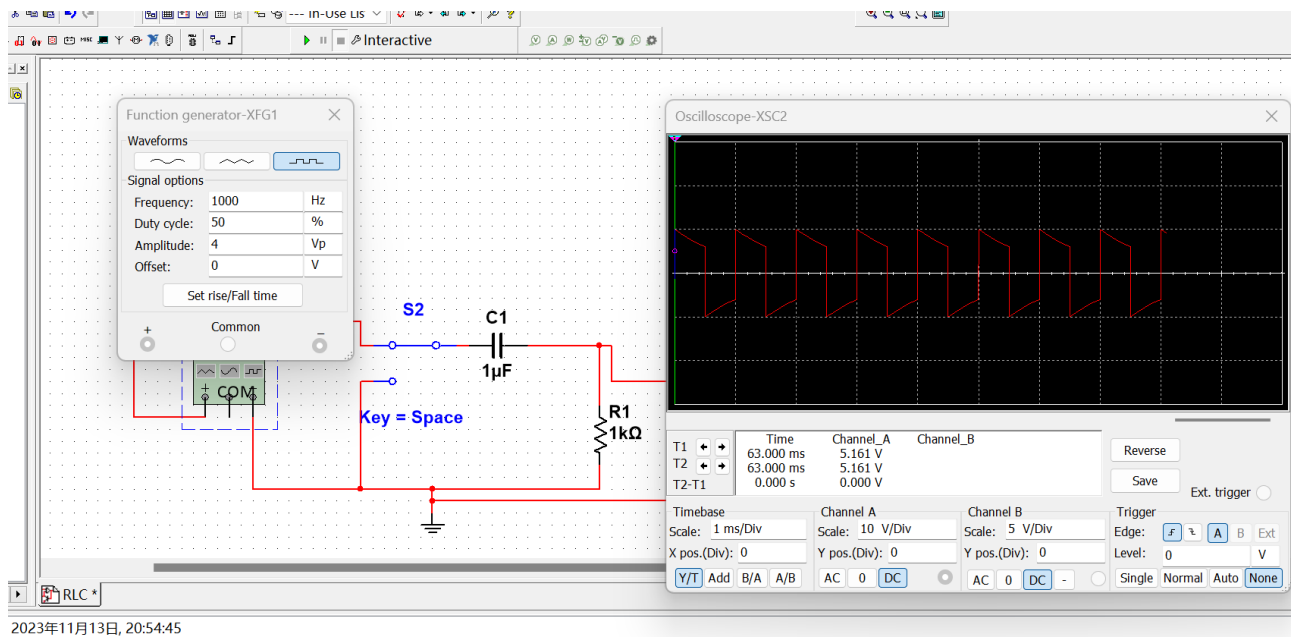 --- In-Use Lis
MISC
Interactive
Function generator-XFG1
Waveforms
Signal options
Frequency: 1000 Hz
Duty cycle: 50 %
Amplitude: 4 Vp
Offset: 0 V
Set rise/Fall time
+ Common −
COM
S2
Key = Space
C1
1µF
R1
1kΩ
Oscilloscope-XSC2
Time Channel_A Channel_B
T1 63.000 ms 5.161 V
T2 63.000 ms 5.161 V
T2-T1 0.000 s 0.000 V
Reverse
Save
Ext. trigger
Timebase
Scale: 1 ms/Div
X pos.(Div): 0
Y/T Add B/A A/B
Channel A
Scale: 10 V/Div
Y pos.(Div): 0
AC 0 DC
Channel B
Scale: 5 V/Div
Y pos.(Div): 0
AC 0 DC -
Trigger
Edge: A B Ext
Level: 0 V
Single Normal Auto None
RLC *
2023年11月13日, 20:54:45